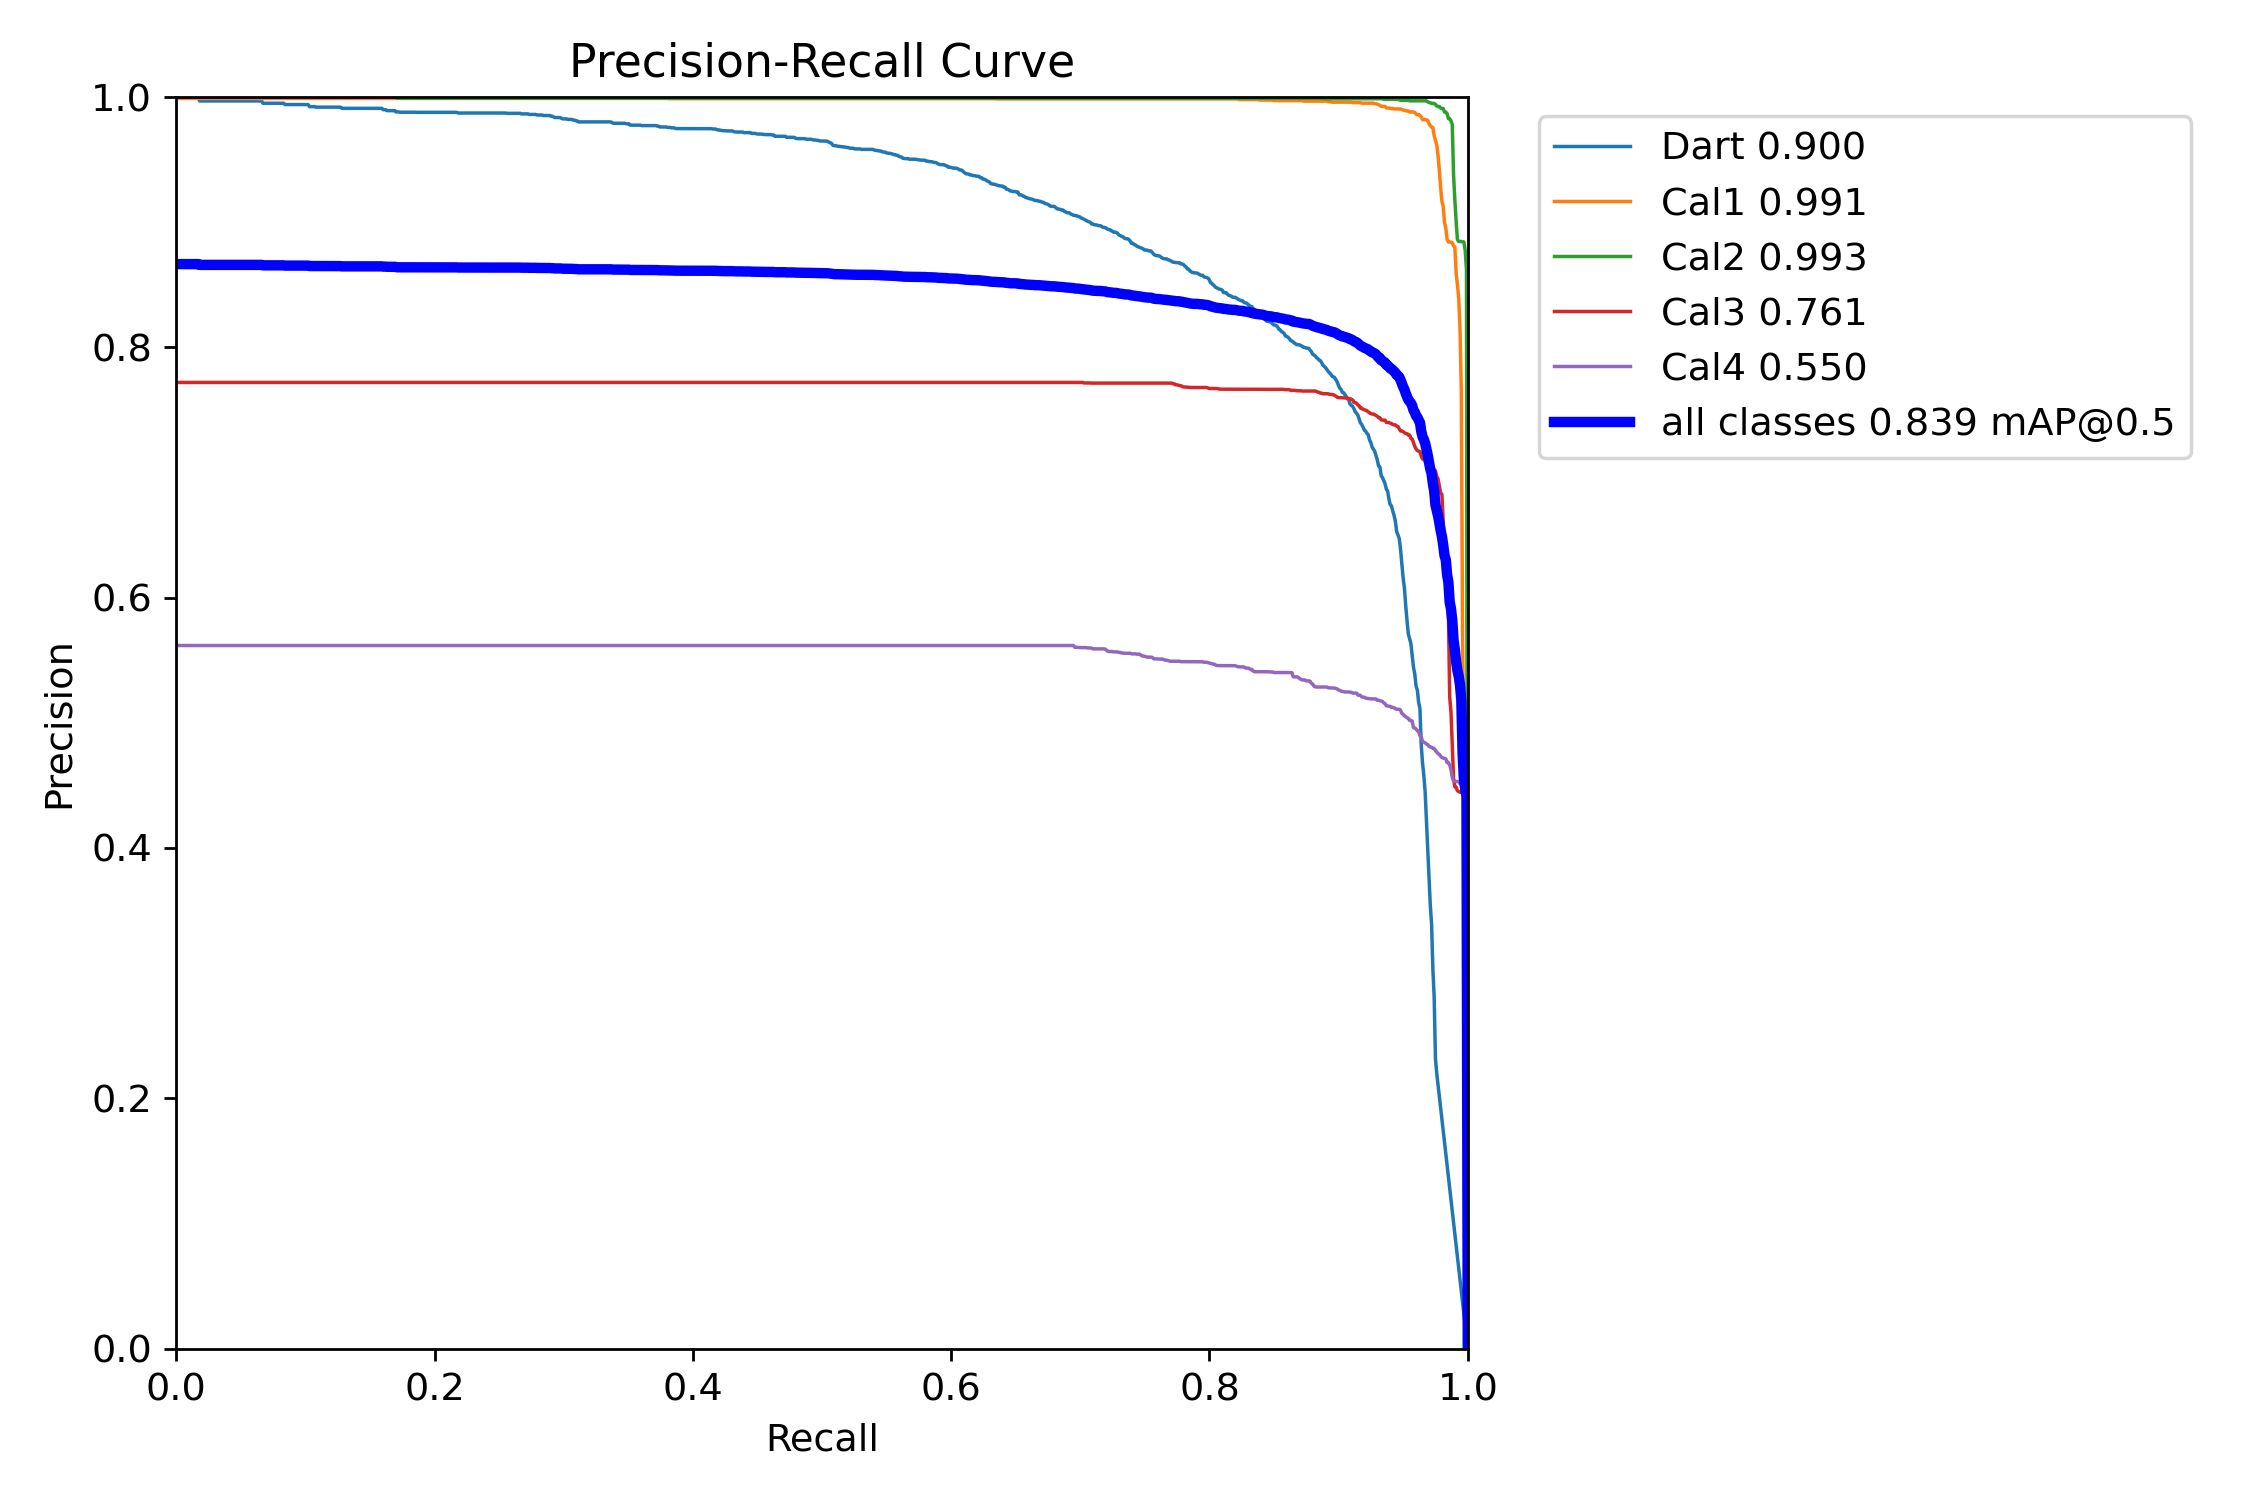 Precision-Recall Curve
1.0
0.8
0.6
0.4
0.2
0.0
Precision
0.0 0.2 0.4 0.6 0.8 1.0
Recall
Dart 0.900
Cal1 0.991
Cal2 0.993
Cal3 0.761
Cal4 0.550
all classes 0.839 mAP@0.5